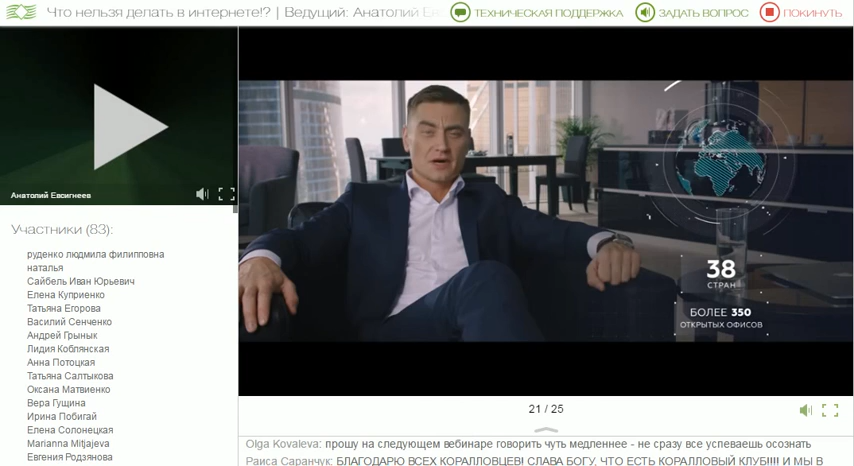 Что нельзя делать в интернете!? | Ведущий: Анатолий
ТЕХНИЧЕСКАЯ ПОДДЕРЖКА
ЗАДАТЬ ВОПРОС
ПОКИНУТЬ
Анатолий Евсигнеев
Участники (83):
руденко людмила филипповна
наталья
Сайбель Иван Юрьевич
Елена Куприенко
Татьяна Егорова
Василий Сенченко
Андрей Грынык
Лидия Коблянская
Анна Потоцкая
Татьяна Салтыкова
Оксана Матвиенко
Вера Гущина
Ирина Побигай
Елена Солонецкая
Marianna Mitjajeva
Евгения Родзянова
38
СТРАН
БОЛЕЕ 350
ОТКРЫТЫХ ОФИСОВ
21 / 25
Olga Kovaleva: прошу на следующем вебинаре говорить чуть медленнее - не сразу все успеваешь осознать
Раиса Саранчук: БЛАГОДАРЮ ВСЕХ КОРАЛЛОВЦЕВ! СЛАВА БОГУ, ЧТО ЕСТЬ КОРАЛЛОВЫЙ КЛУБ!!!! И МЫ В